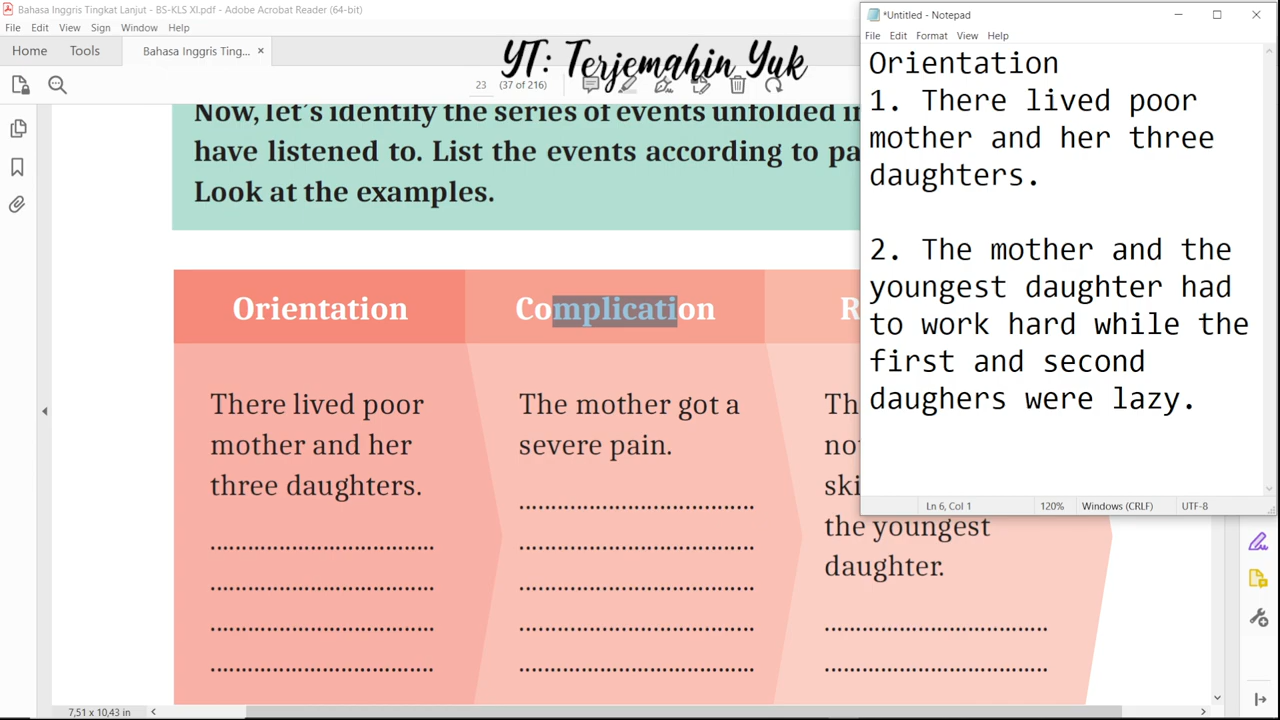 Bahasa Inggris Tingkat Lanjut - BS-KLS XI.pdf - Adobe Acrobat Reader (64-bit)
File Edit View Sign Window Help
Home Tools Bahasa Inggris Ting... ×
YT: Terjemahin Yuk
23 (37 of 216)
Now, let's identify the series of events unfolded in
have listened to. List the events according to pa
Look at the examples.
Orientation Complication R
There lived poor
mother and her
three daughters.
The mother got a
severe pain.
Th
no
ski
the youngest
daughter.
7,51 x 10,43 in
*Untitled - Notepad
File Edit Format View Help
Orientation
1. There lived poor
mother and her three
daughters.
2. The mother and the
youngest daughter had
to work hard while the
first and second
daughers were lazy.
Ln 6, Col 1 120% Windows (CRLF) UTF-8